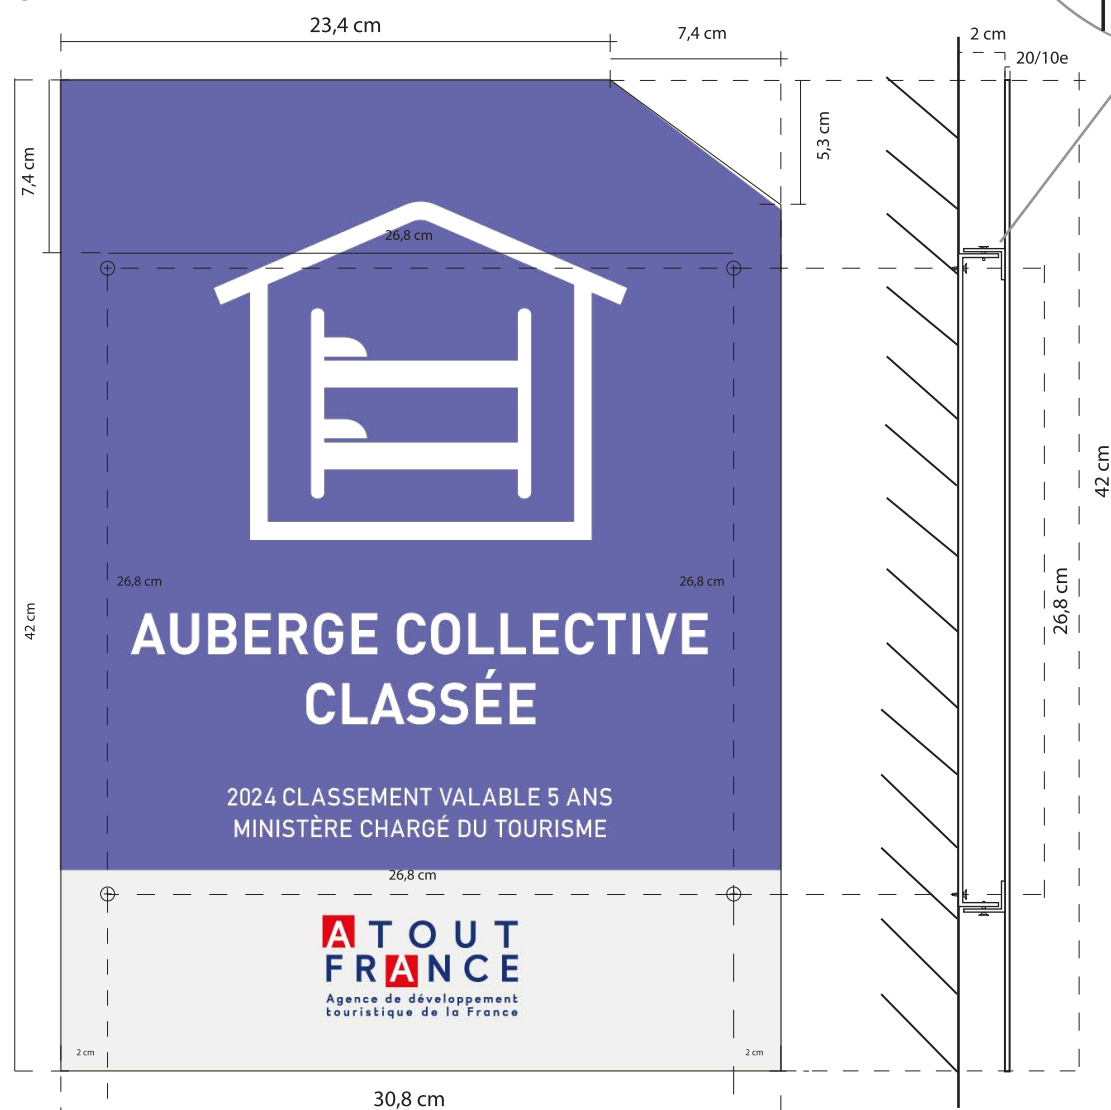 23,4 cm
7,4 cm
2 cm
20/10e
5,3 cm
7,4 cm
26,8 cm
42 cm
26,8 cm
26,8 cm
26,8 cm
42 cm
AUBERGE COLLECTIVE
CLASSÉE
2024 CLASSEMENT VALABLE 5 ANS
MINISTÈRE CHARGÉ DU TOURISME
26,8 cm
ATOUT
FRANCE
Agence de développement
touristique de la France
2 cm
2 cm
30,8 cm